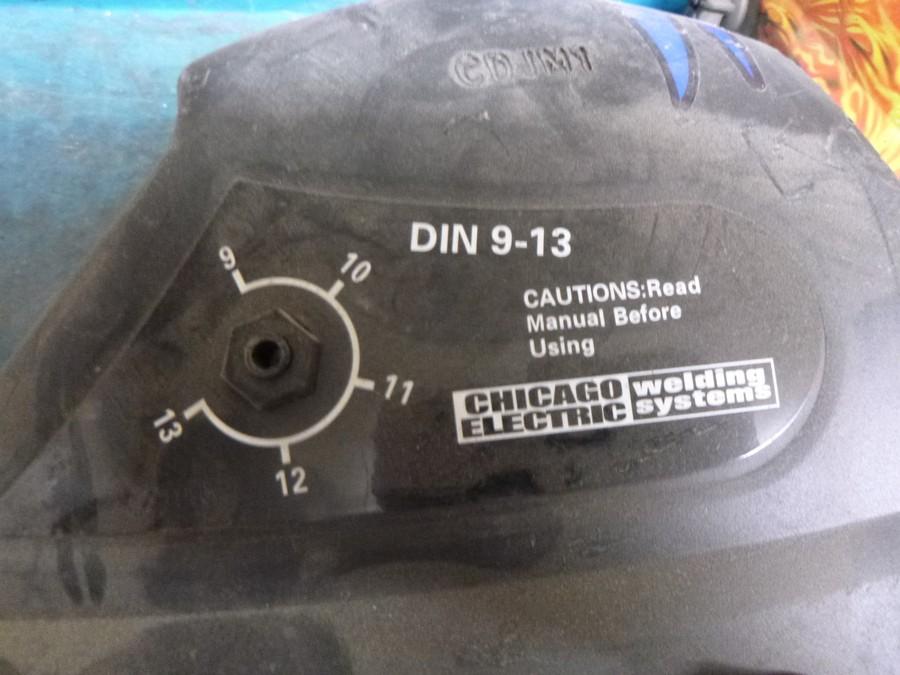 DIN 9-13
9
10
11
12
13
CAUTIONS:Read
Manual Before
Using
CHICAGO ELECTRIC
welding systems